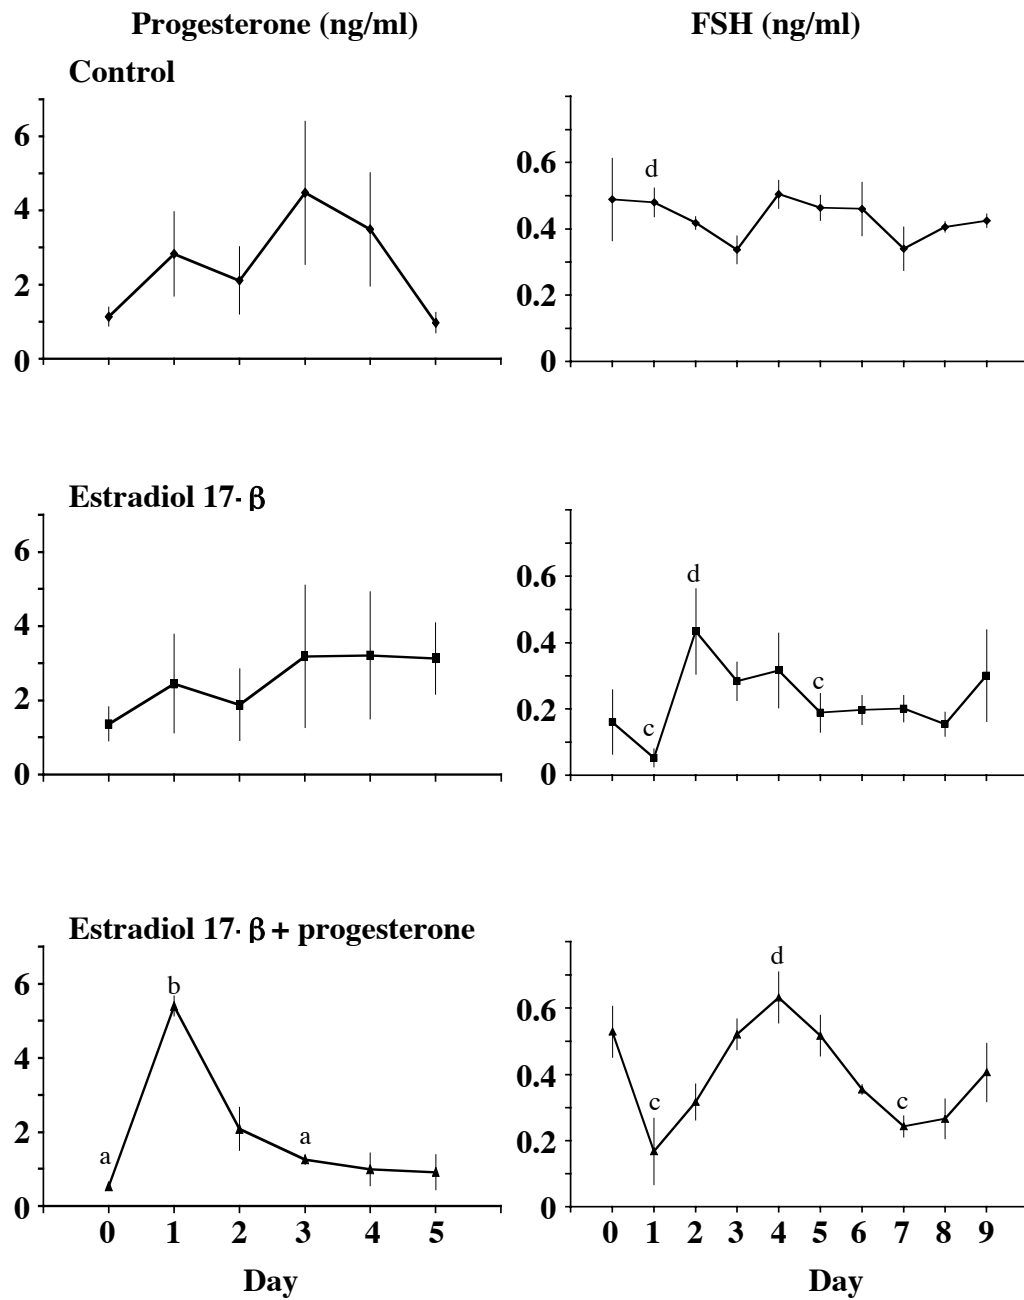 Progesterone (ng/ml) FSH (ng/ml)
Control
6
4
2
0
0.6
0.4
0.2
0
d
Estradiol 17- β
6
4
2
0
0.6
0.4
0.2
0
d
c
c
Estradiol 17- β + progesterone
6
4
2
0
a
b
a
0 1 2 3 4 5
Day
0.6
0.4
0.2
0
d
c
c
0 1 2 3 4 5 6 7 8 9
Day